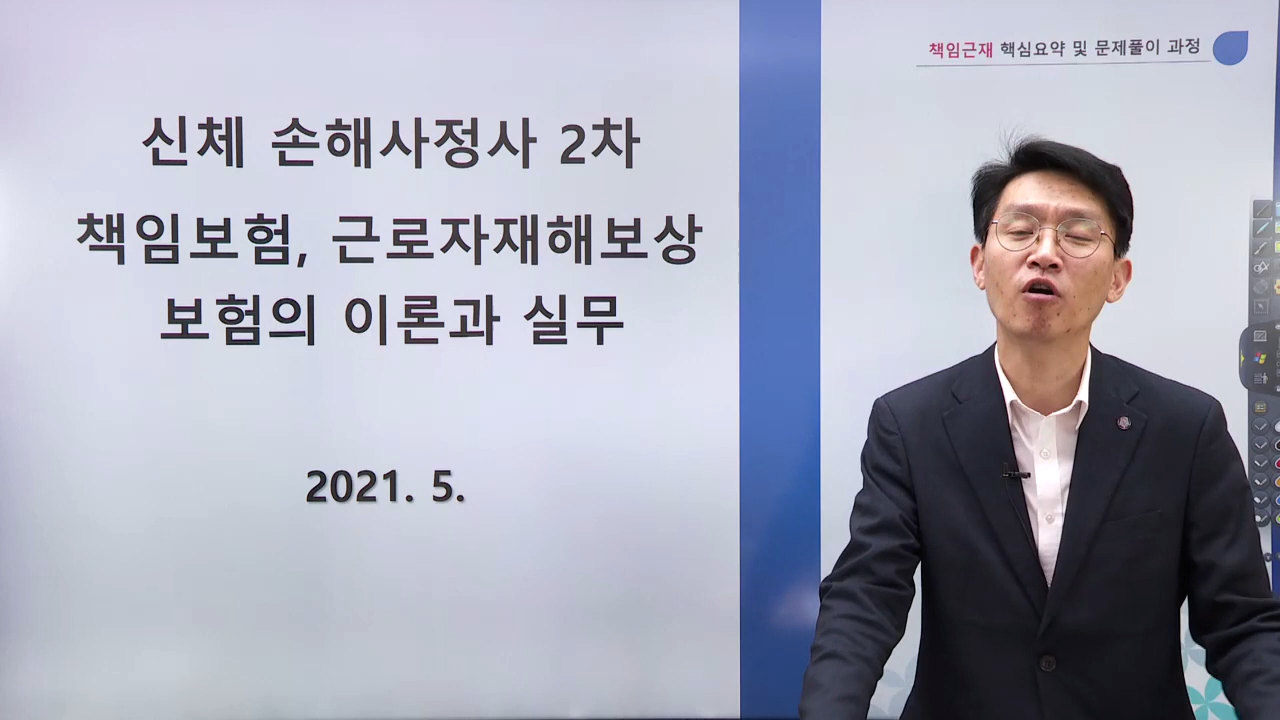 책임근재 핵심요약 및 문제풀이 과정
신체 손해사정사 2차
책임보험, 근로자재해보상
보험의 이론과 실무
2021. 5.